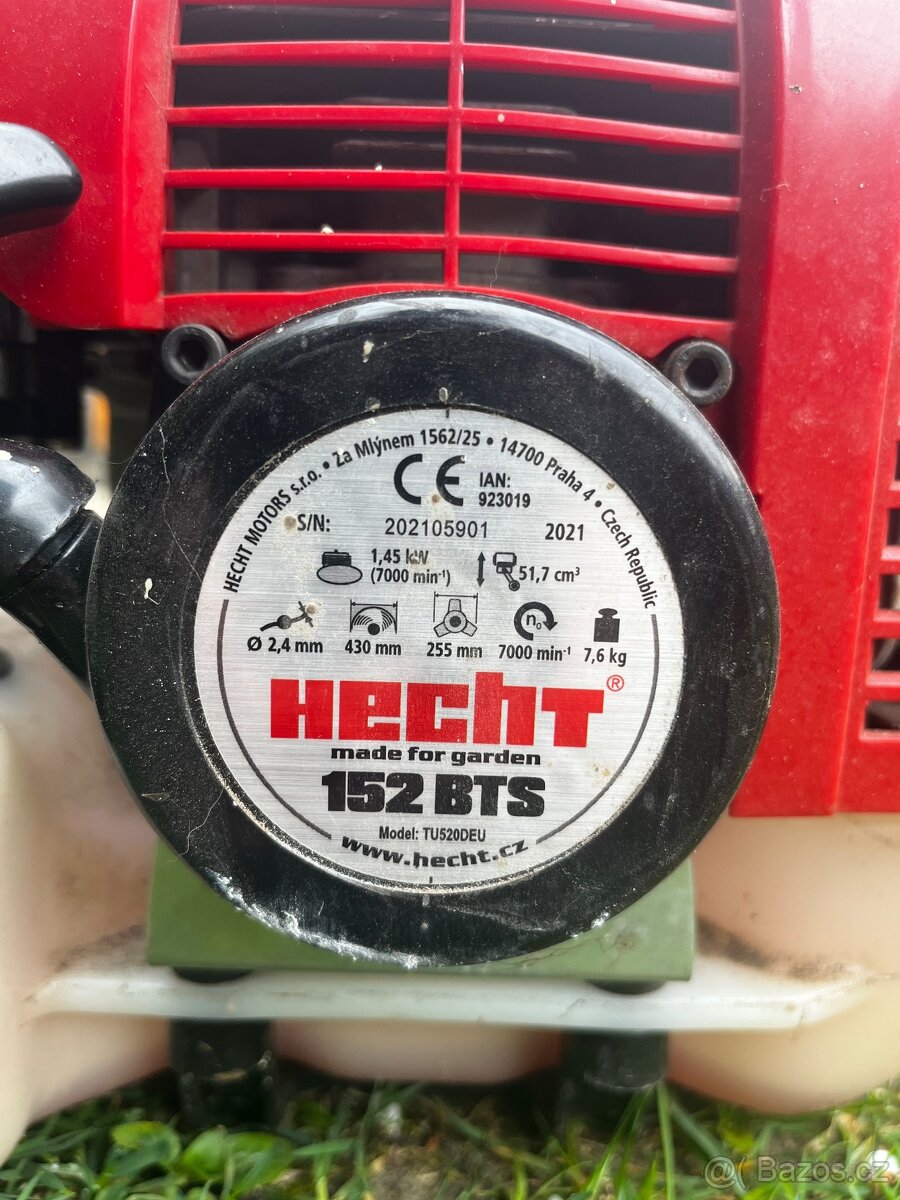 HECHT MOTORS s.r.o. • Za Mlýnem 1562/25 • 14700 Praha 4 • Czech Republic
CE IAN:
923019
S/N: 202105901 2021
1,45 kW
(7000 min⁻¹)
51,7 cm³
n₀
Ø 2,4 mm 430 mm 255 mm 7000 min⁻¹ 7,6 kg
HECHT®
made for garden
152 BTS
Model: TU520DEU
www.hecht.cz
@ Bazos.cz